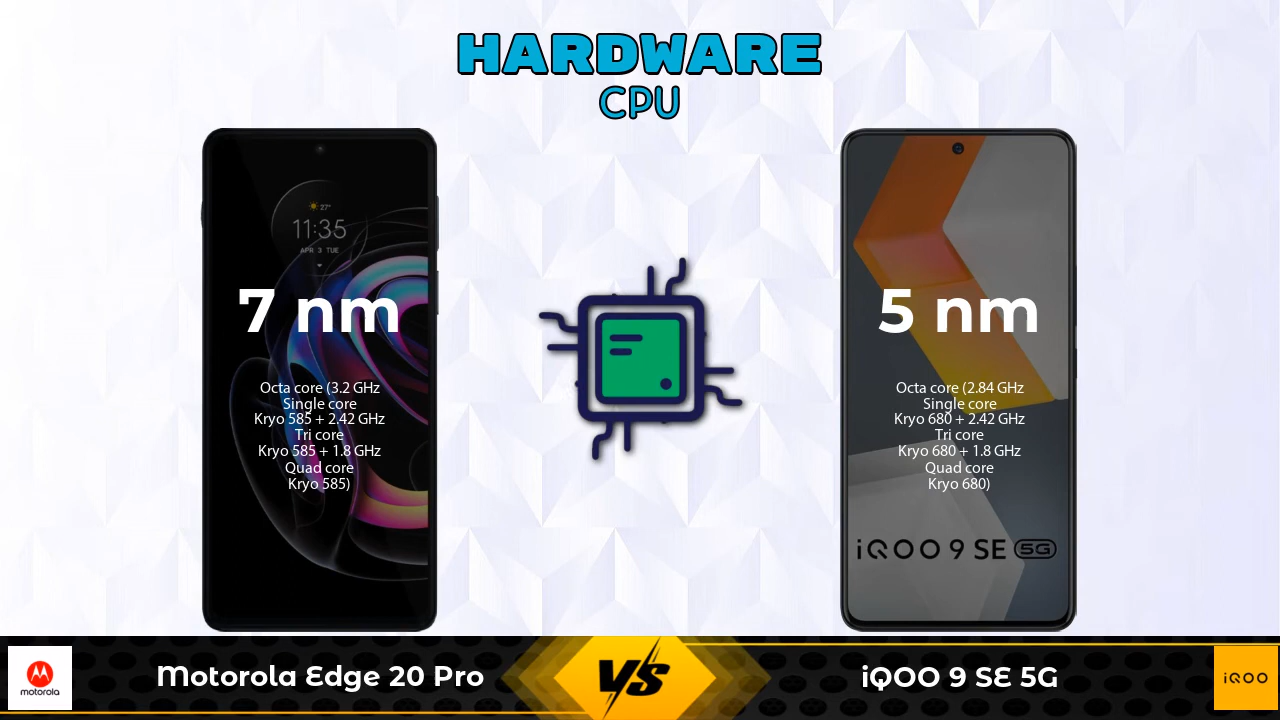 HARDWARE
CPU
27°
11:35
APR 3 TUE
7 nm
Octa core (3.2 GHz
Single core
Kryo 585 + 2.42 GHz
Tri core
Kryo 585 + 1.8 GHz
Quad core
Kryo 585)
5 nm
Octa core (2.84 GHz
Single core
Kryo 680 + 2.42 GHz
Tri core
Kryo 680 + 1.8 GHz
Quad core
Kryo 680)
iQOO 9 SE 5G
motorola
Motorola Edge 20 Pro
VS
iQOO 9 SE 5G
iQOO